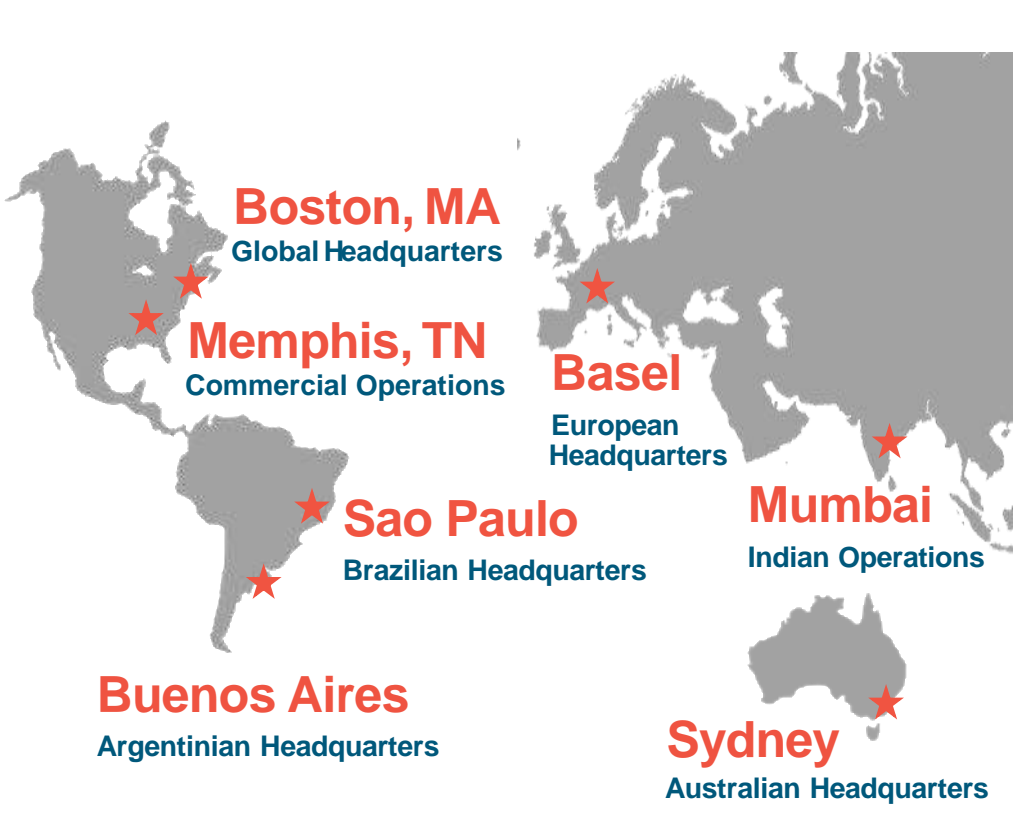 Boston, MA
Global Headquarters
Memphis, TN
Commercial Operations
Basel
European
Headquarters
Mumbai
Indian Operations
Sao Paulo
Brazilian Headquarters
Buenos Aires
Argentinian Headquarters
Sydney
Australian Headquarters